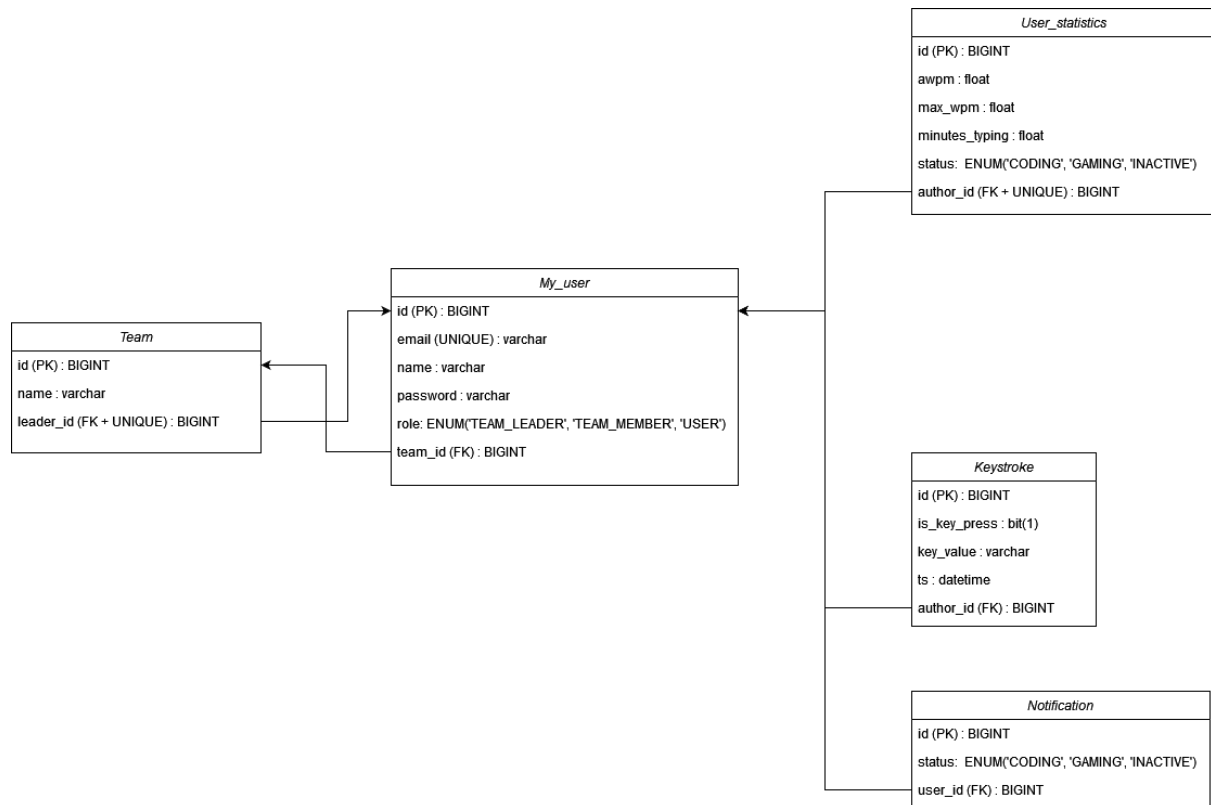 User_statistics
id (PK) : BIGINT
awpm : float
max_wpm : float
minutes_typing : float
status:  ENUM('CODING', 'GAMING', 'INACTIVE')
author_id (FK + UNIQUE) : BIGINT
My_user
id (PK) : BIGINT
email (UNIQUE) : varchar
name : varchar
password : varchar
role: ENUM('TEAM_LEADER', 'TEAM_MEMBER', 'USER')
team_id (FK) : BIGINT
Team
id (PK) : BIGINT
name : varchar
leader_id (FK + UNIQUE) : BIGINT
Keystroke
id (PK) : BIGINT
is_key_press : bit(1)
key_value : varchar
ts : datetime
author_id (FK) : BIGINT
Notification
id (PK) : BIGINT
status:  ENUM('CODING', 'GAMING', 'INACTIVE')
user_id (FK) : BIGINT